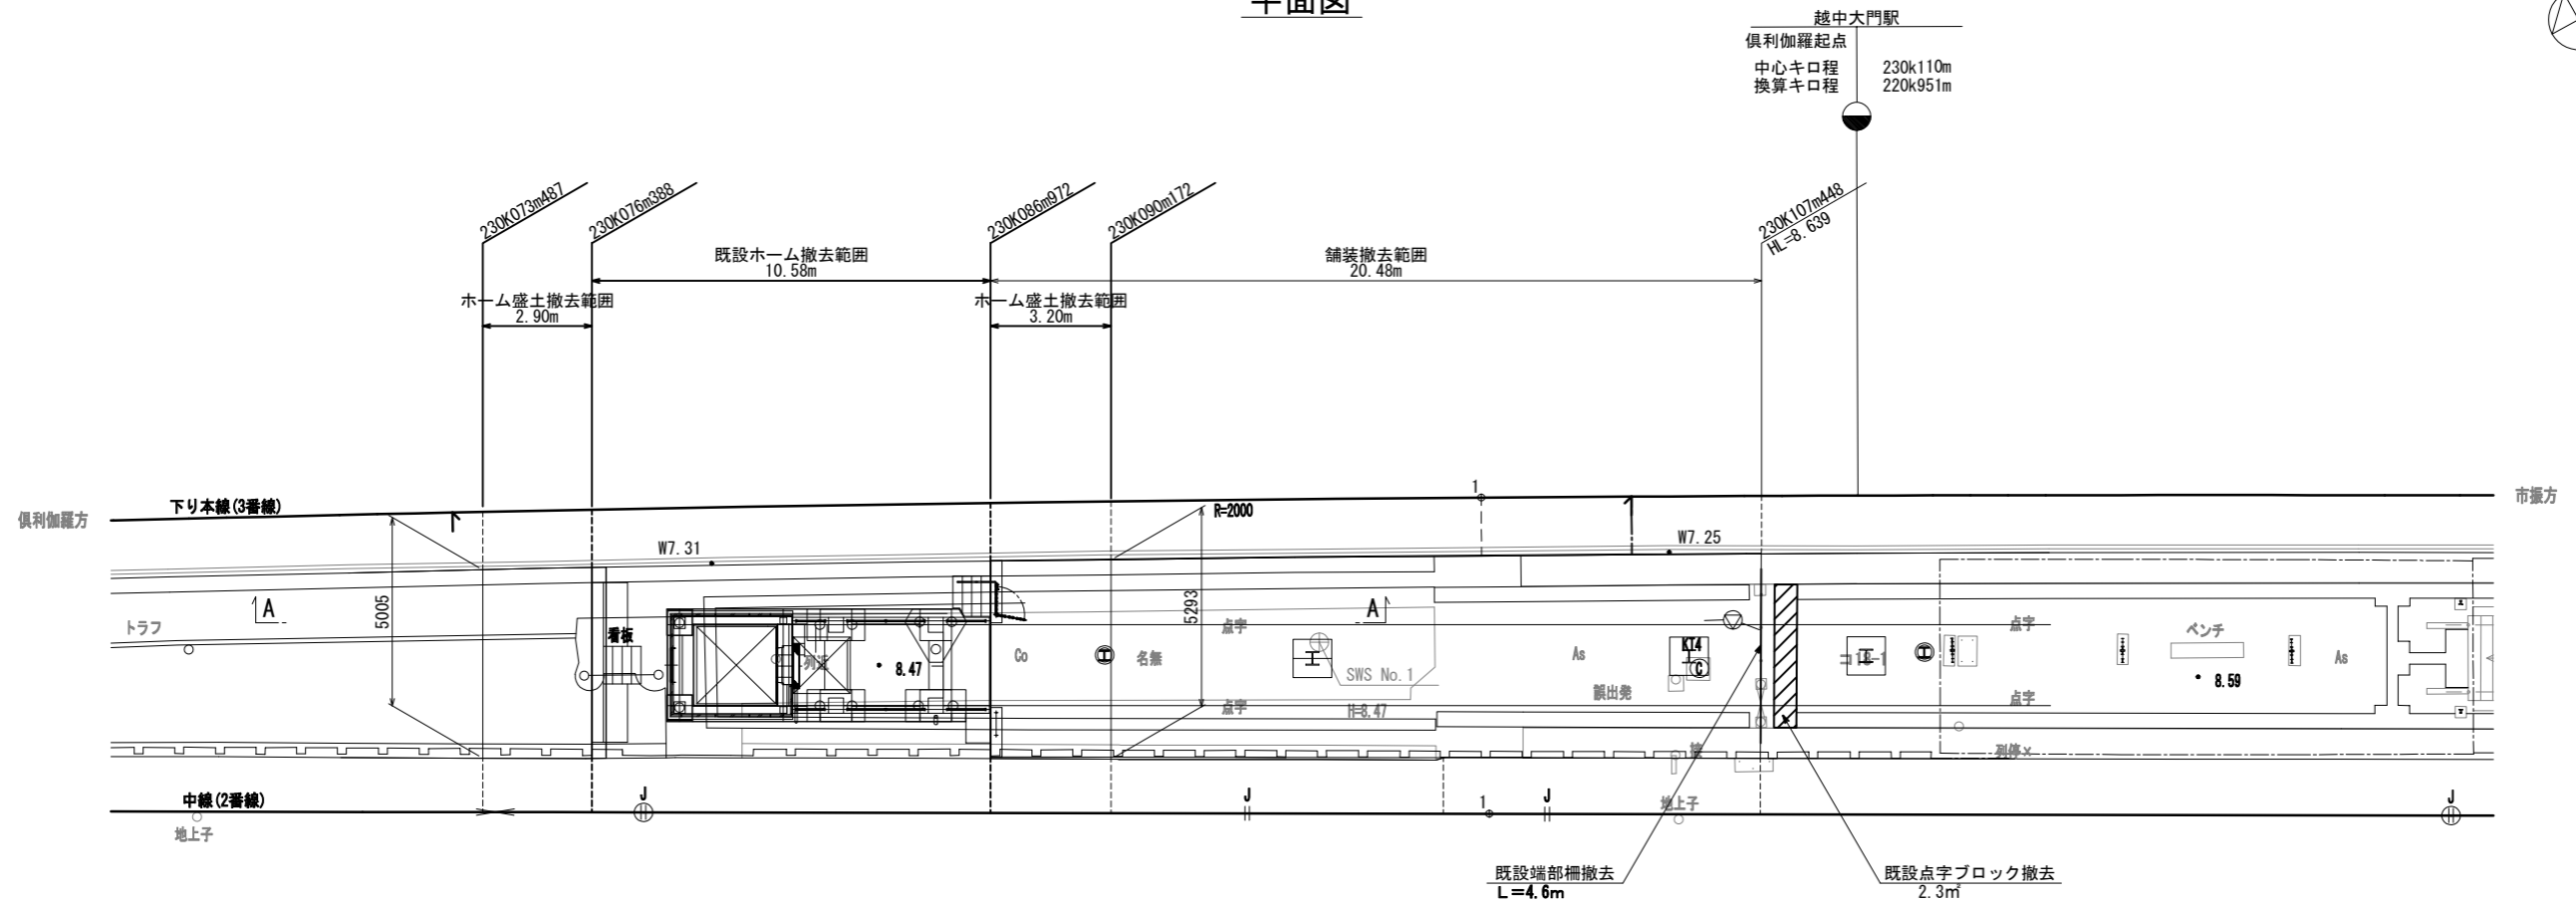 平面図
越中大門駅
倶利伽羅起点
中心キロ程 230k110m
換算キロ程 220k951m
230K073m487
230K076m388
230K086m972
230K090m172
230K107m448
HL=8.639
既設ホーム撤去範囲
10.58m
舗装撤去範囲
20.48m
ホーム盛土撤去範囲
2.90m
ホーム盛土撤去範囲
3.20m
倶利伽羅方
下り本線(3番線)
市振方
1
R=2000
W7.31
W7.25
5005
5293
A
A
トラフ
看板
列近
8.47
Co
名無
点字
点字
SWS No.1
H=8.47
As
KT4
C
誤出発
コ13-1
点字
点字
ベンチ
8.59
As
列停×
中線(2番線)
地上子
J
J
1
J
地上子
J
既設端部柵撤去
L=4.6m
既設点字ブロック撤去
2.3㎡